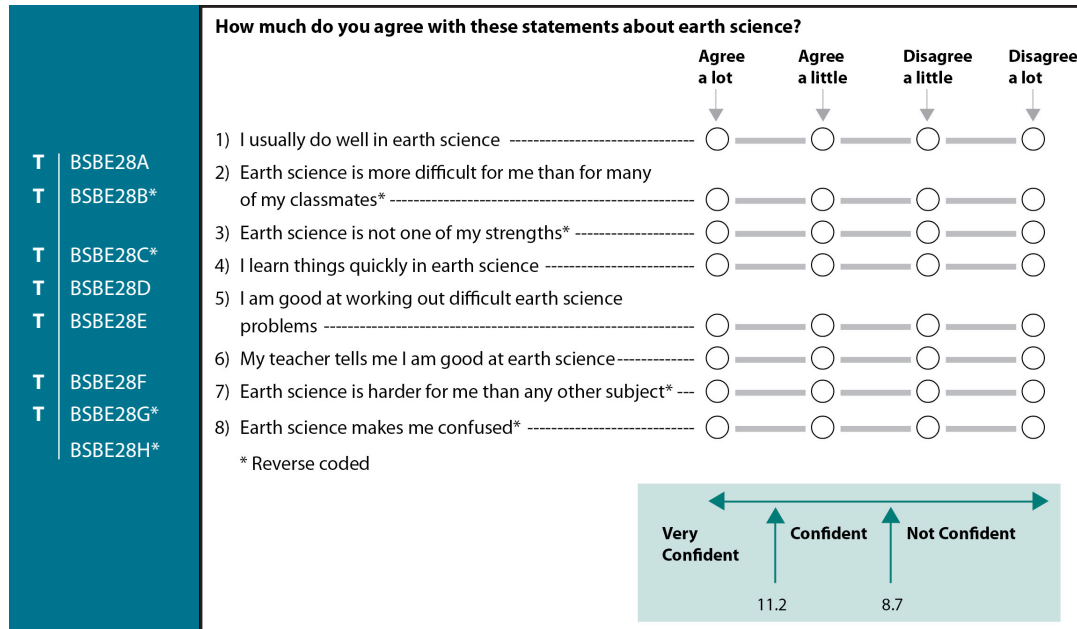 How much do you agree with these statements about earth science?
Agree a lot
Agree a little
Disagree a little
Disagree a lot
T BSBE28A
T BSBE28B*
T BSBE28C*
T BSBE28D
T BSBE28E
T BSBE28F
T BSBE28G*
BSBE28H*
1) I usually do well in earth science
2) Earth science is more difficult for me than for many
of my classmates*
3) Earth science is not one of my strengths*
4) I learn things quickly in earth science
5) I am good at working out difficult earth science
problems
6) My teacher tells me I am good at earth science
7) Earth science is harder for me than any other subject*
8) Earth science makes me confused*
* Reverse coded
Very
Confident
Confident
Not Confident
11.2
8.7